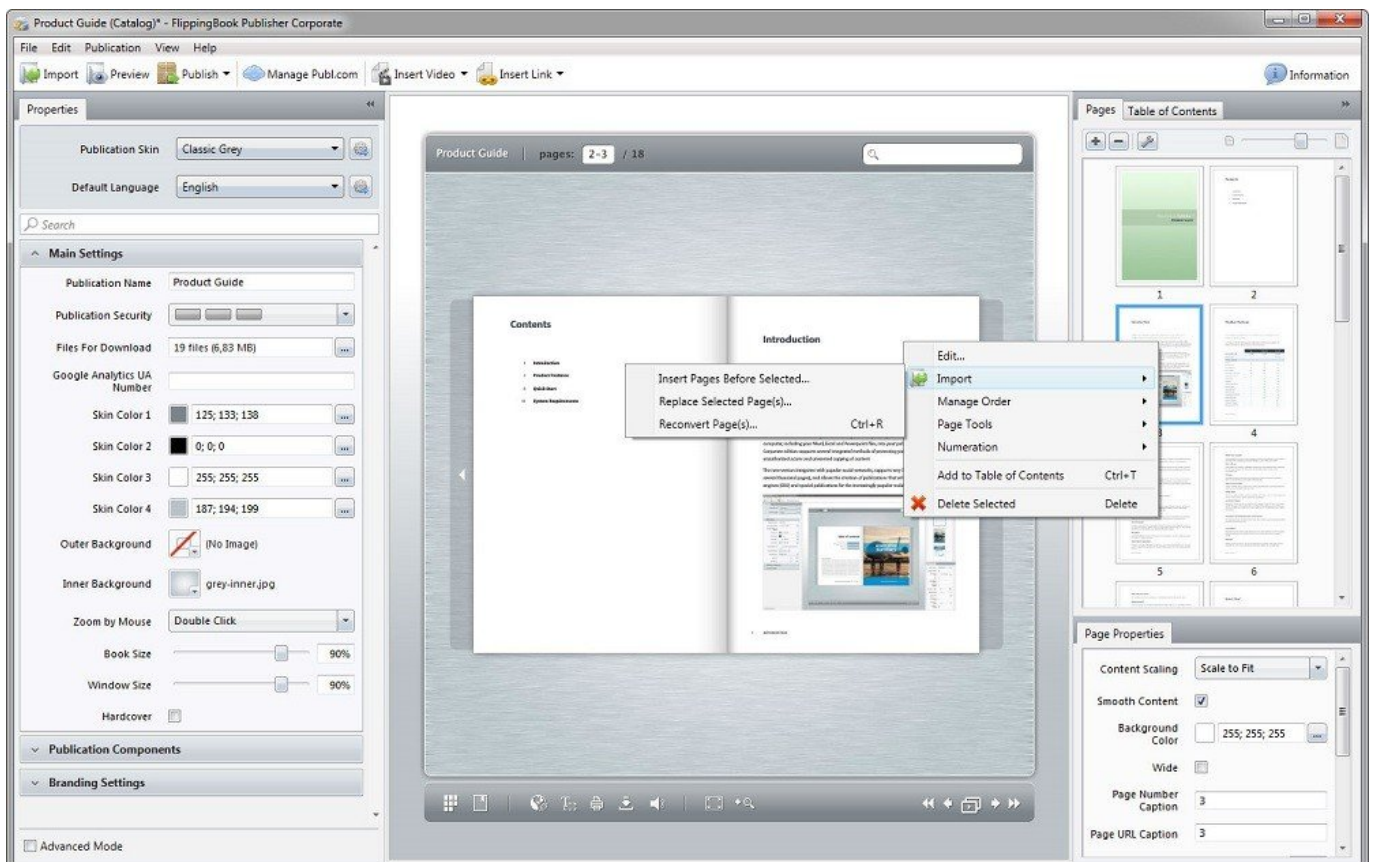 Product Guide (Catalog)* - FlippingBook Publisher Corporate
File Edit Publication View Help
Import Preview Publish Manage Publ.com Insert Video Insert Link Information
Properties
Publication Skin Classic Grey
Default Language English
Search
Main Settings
Publication Name Product Guide
Publication Security
Files For Download 19 files (6,83 MB)
Google Analytics UA
Number
Skin Color 1 125; 133; 138
Skin Color 2 0; 0; 0
Skin Color 3 255; 255; 255
Skin Color 4 187; 194; 199
Outer Background (No Image)
Inner Background grey-inner.jpg
Zoom by Mouse Double Click
Book Size 90%
Window Size 90%
Hardcover
Publication Components
Branding Settings
Advanced Mode
Product Guide pages: 2-3 / 18
Contents
Introduction
Product Features
Quick Start
System Requirements
Introduction
Insert Pages Before Selected...
Replace Selected Page(s)...
Reconvert Page(s)... Ctrl+R
Edit...
Import
Manage Order
Page Tools
Numeration
Add to Table of Contents Ctrl+T
Delete Selected Delete
Pages Table of Contents
1 2
3 4
5 6
Page Properties
Content Scaling Scale to Fit
Smooth Content
Background
Color 255; 255; 255
Wide
Page Number
Caption 3
Page URL Caption 3